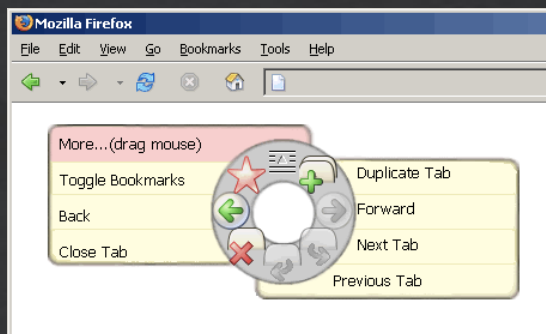 Mozilla Firefox
File Edit View Go Bookmarks Tools Help
More...(drag mouse)
Toggle Bookmarks
Back
Close Tab
Duplicate Tab
Forward
Next Tab
Previous Tab